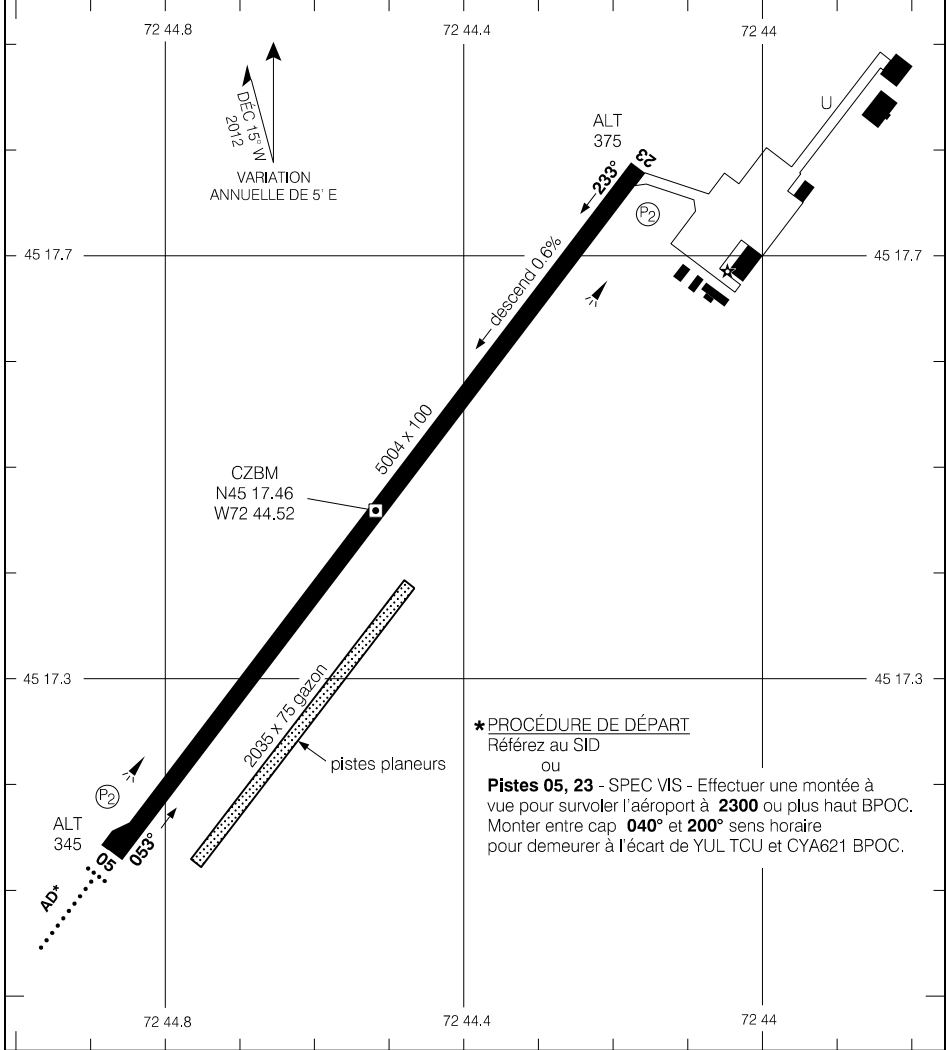 72 44.8
72 44.4
72 44
DÉC 15° W
2012
VARIATION
ANNUELLE DE 5' E
ALT
375
23
233°
P2
U
45 17.7
45 17.7
descend 0.6%
5004 x 100
CZBM
N45 17.46
W72 44.52
45 17.3
45 17.3
2035 x 75 gazon
pistes planeurs
*PROCÉDURE DE DÉPART
Référez au SID
ou
Pistes 05, 23 - SPEC VIS - Effectuer une montée à
vue pour survoler l'aéroport à 2300 ou plus haut BPOC.
Monter entre cap 040° et 200° sens horaire
pour demeurer à l'écart de YUL TCU et CYA621 BPOC.
P2
ALT
345
05
053°
AD*
72 44.8
72 44.4
72 44